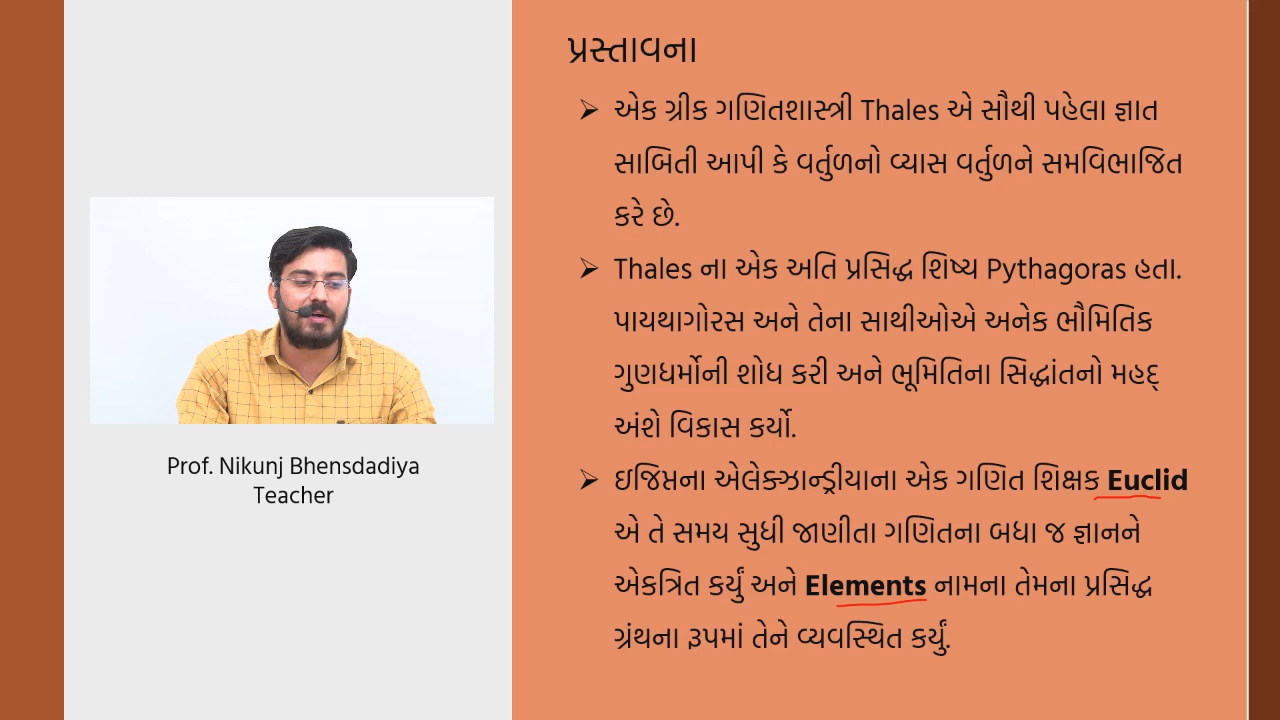 પ્રસ્તાવના
➢ એક ગ્રીક ગણિતશાસ્ત્રી Thales એ સૌથી પહેલા જ્ઞાત
સાબિતી આપી કે વર્તુળનો વ્યાસ વર્તુળને સમવિભાજિત
કરે છે.
➢ Thales ના એક અતિ પ્રસિદ્ધ શિષ્ય Pythagoras હતા.
પાયથાગોરસ અને તેના સાથીઓએ અનેક ભૌમિતિક
ગુણધર્મોની શોધ કરી અને ભૂમિતિના સિદ્ધાંતનો મહદ્
અંશે વિકાસ કર્યો.
➢ ઇજિપ્તના એલેક્ઝાન્ડ્રીયાના એક ગણિત શિક્ષક Euclid
એ તે સમય સુધી જાણીતા ગણિતના બધા જ જ્ઞાનને
એકત્રિત કર્યું અને Elements નામના તેમના પ્રસિદ્ધ
ગ્રંથના રૂપમાં તેને વ્યવસ્થિત કર્યું.
Prof. Nikunj Bhensdadiya
Teacher